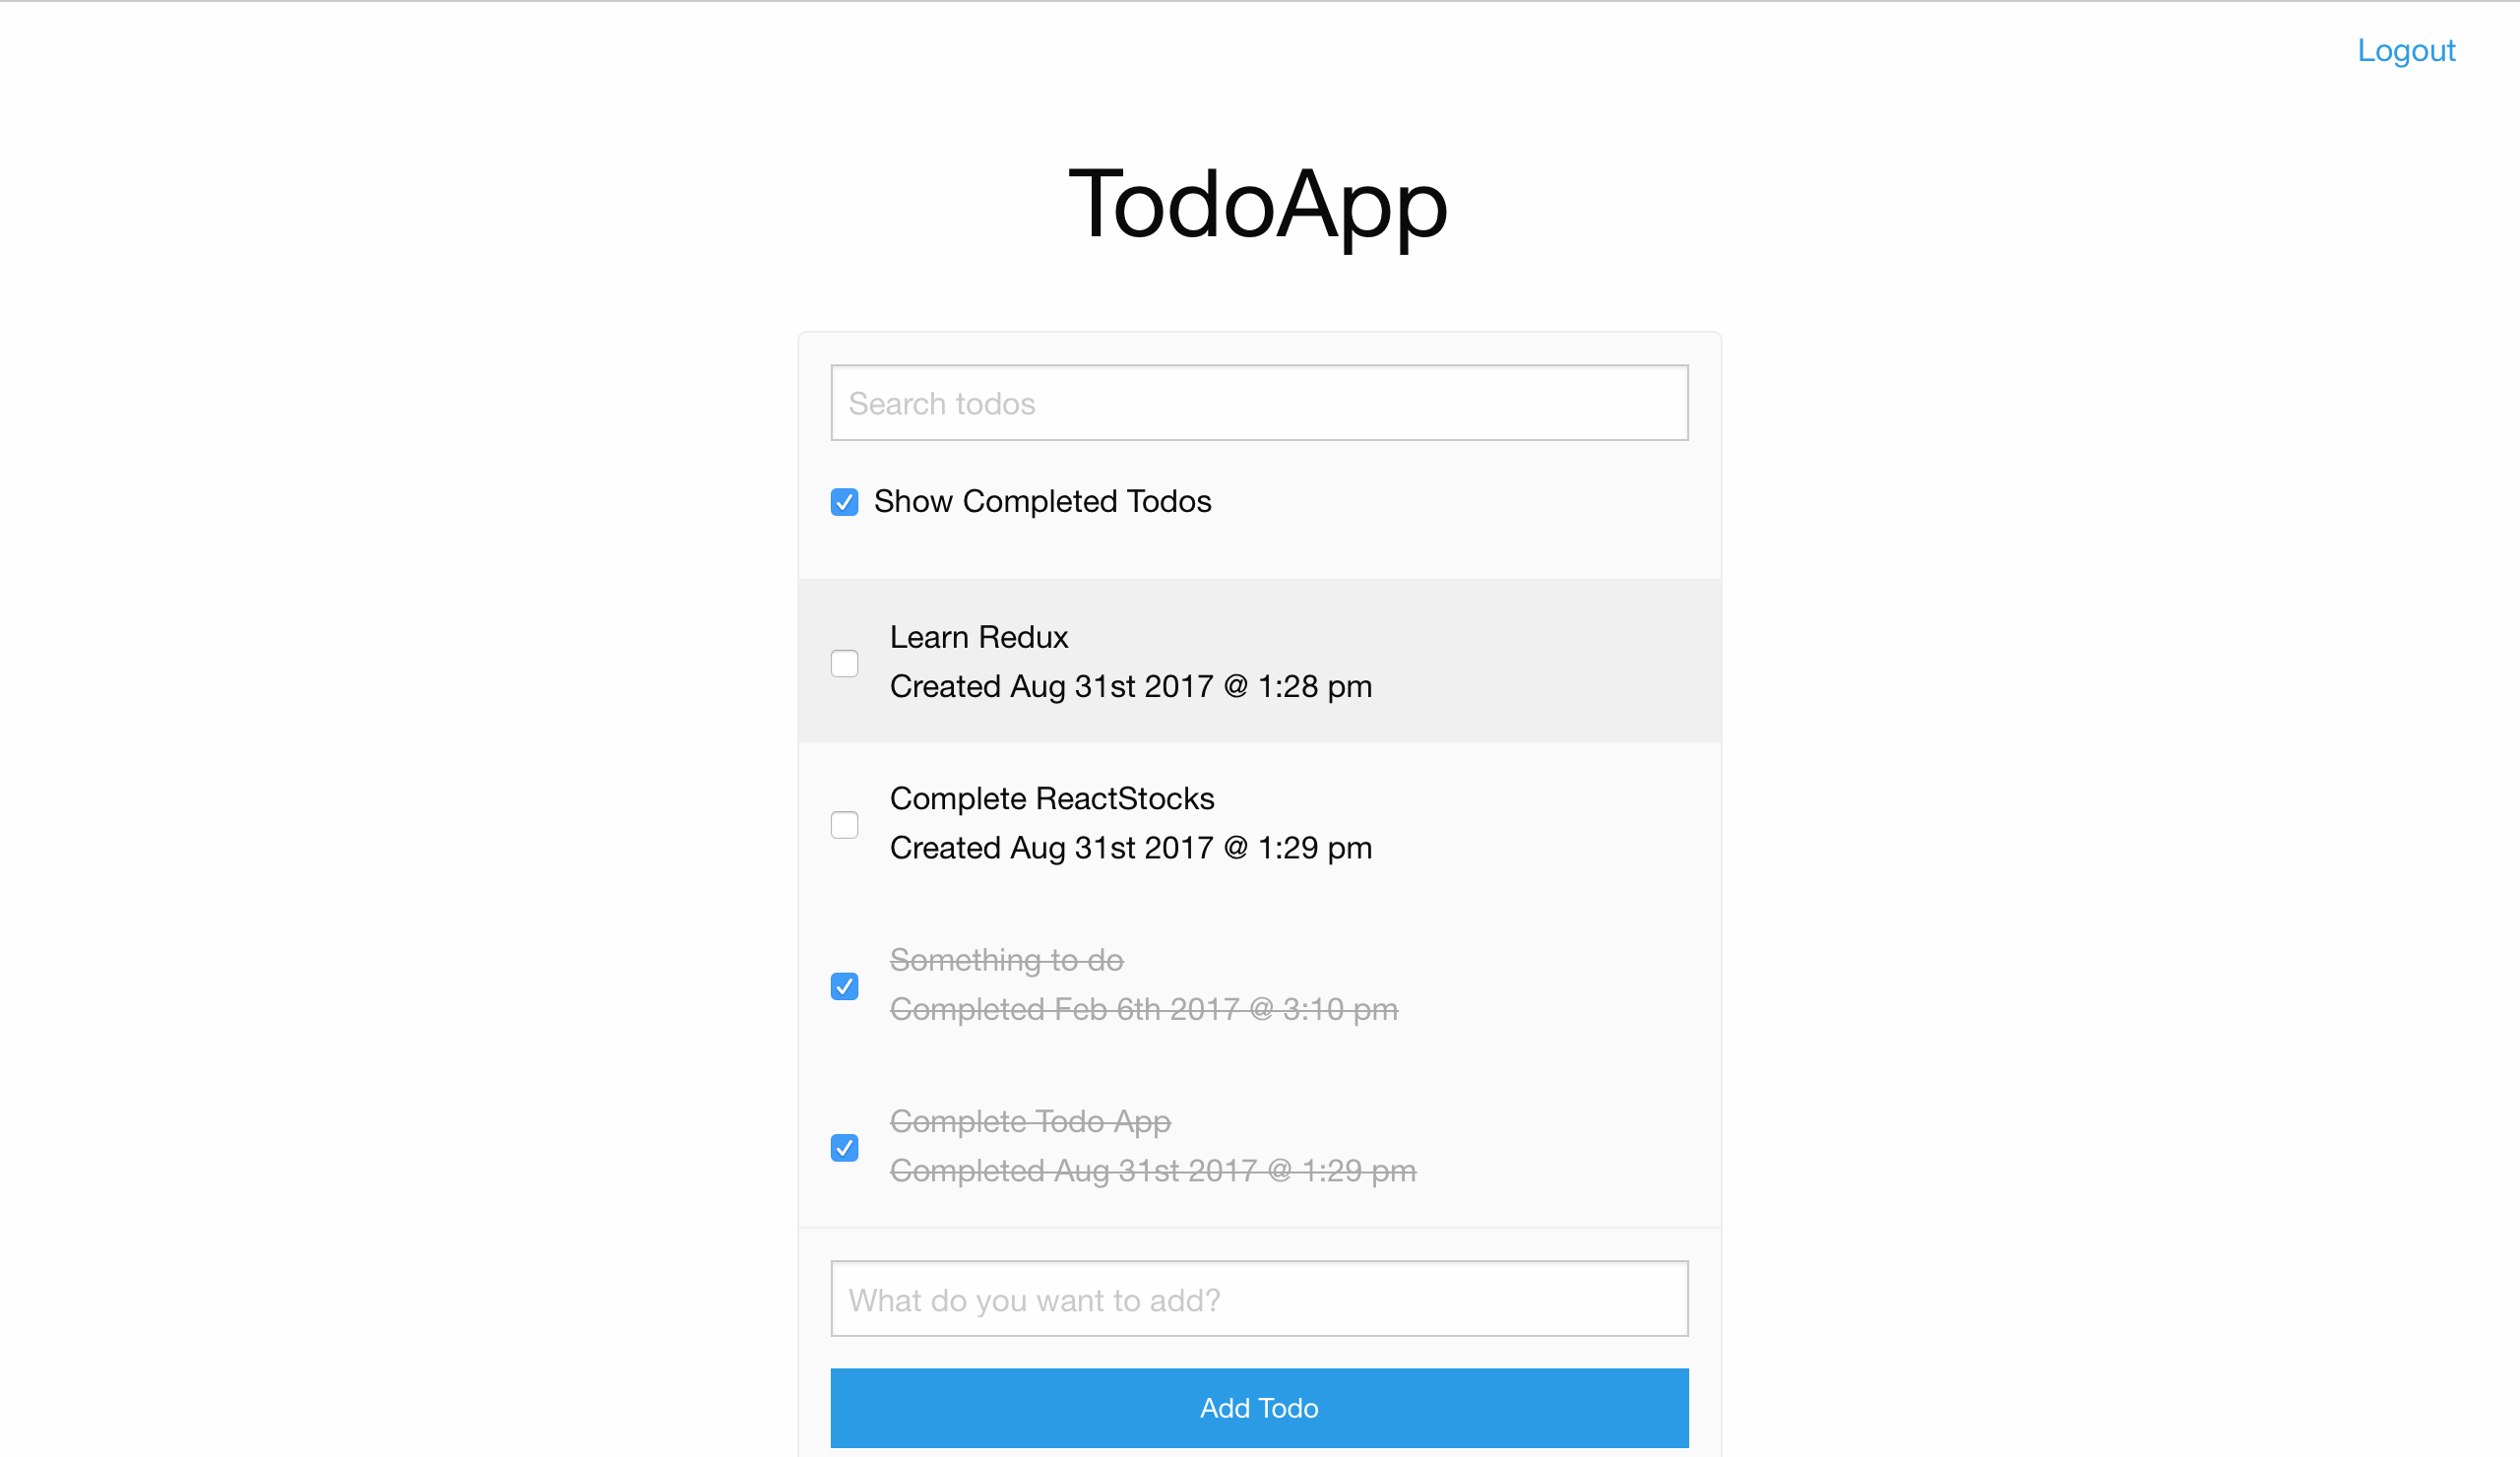 Logout
TodoApp
Search todos
Show Completed Todos
Learn Redux
Created Aug 31st 2017 @ 1:28 pm
Complete ReactStocks
Created Aug 31st 2017 @ 1:29 pm
Something to do
Completed Feb 6th 2017 @ 3:10 pm
Complete Todo App
Completed Aug 31st 2017 @ 1:29 pm
What do you want to add?
Add Todo